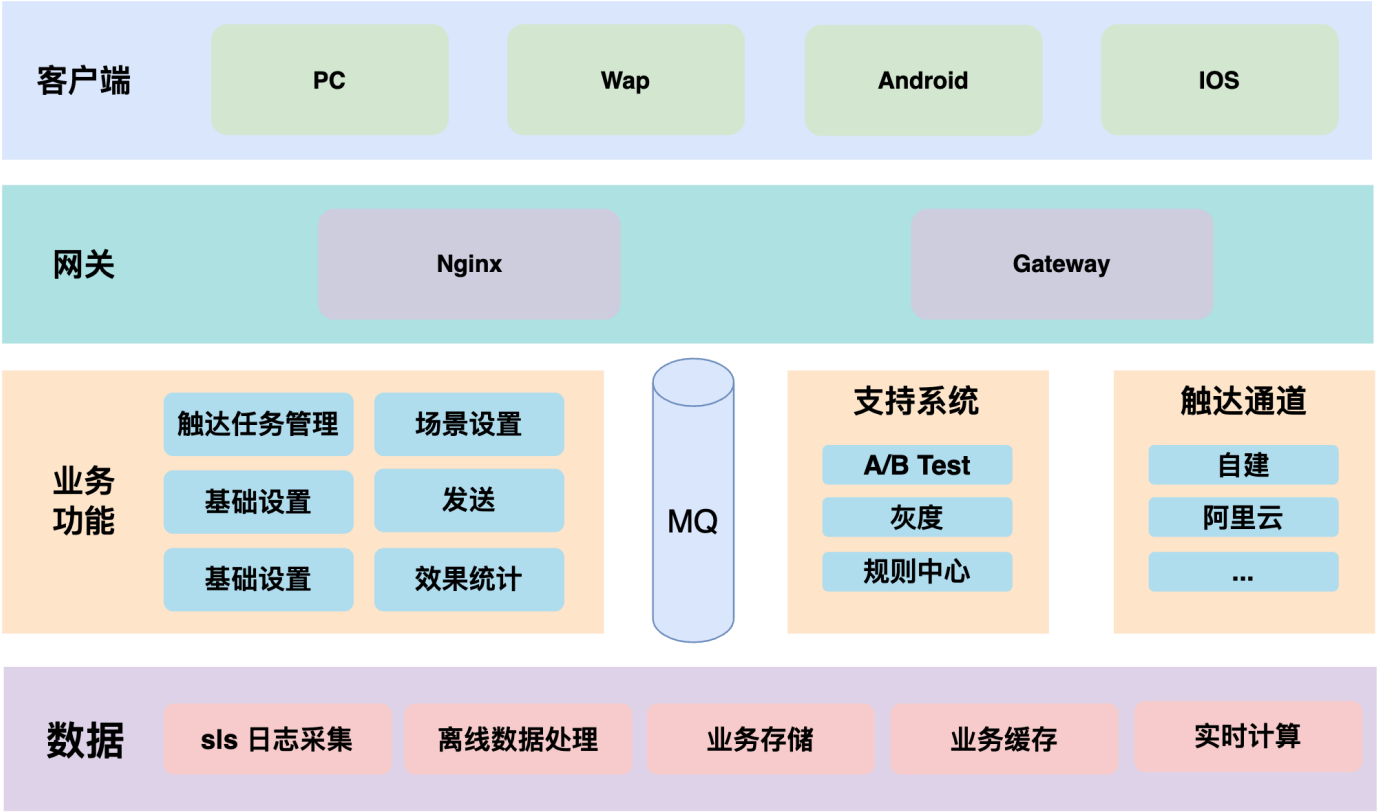 客户端
PC
Wap
Android
IOS
网关
Nginx
Gateway
业务
功能
触达任务管理
场景设置
基础设置
发送
基础设置
效果统计
MQ
支持系统
A/B Test
灰度
规则中心
触达通道
自建
阿里云
...
数据
sls 日志采集
离线数据处理
业务存储
业务缓存
实时计算